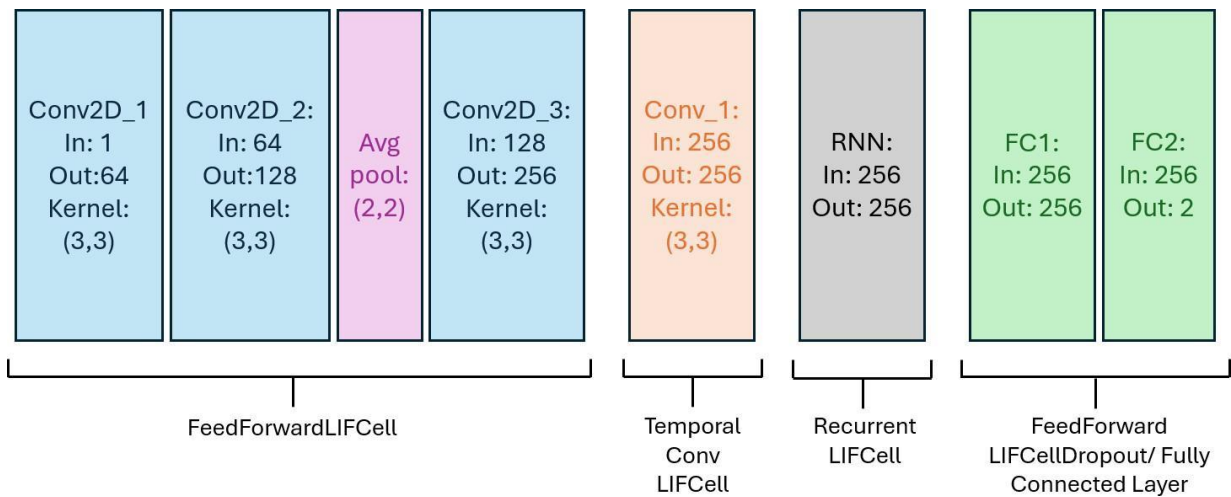 Conv2D_1
In: 1
Out:64
Kernel:
(3,3)
Conv2D_2:
In: 64
Out:128
Kernel:
(3,3)
Avg
pool:
(2,2)
Conv2D_3:
In: 128
Out: 256
Kernel:
(3,3)
Conv_1:
In: 256
Out: 256
Kernel:
(3,3)
RNN:
In: 256
Out: 256
FC1:
In: 256
Out: 256
FC2:
In: 256
Out: 2
FeedForwardLIFCell
Temporal
Conv
LIFCell
Recurrent
LIFCell
FeedForward
LIFCellDropout/ Fully
Connected Layer